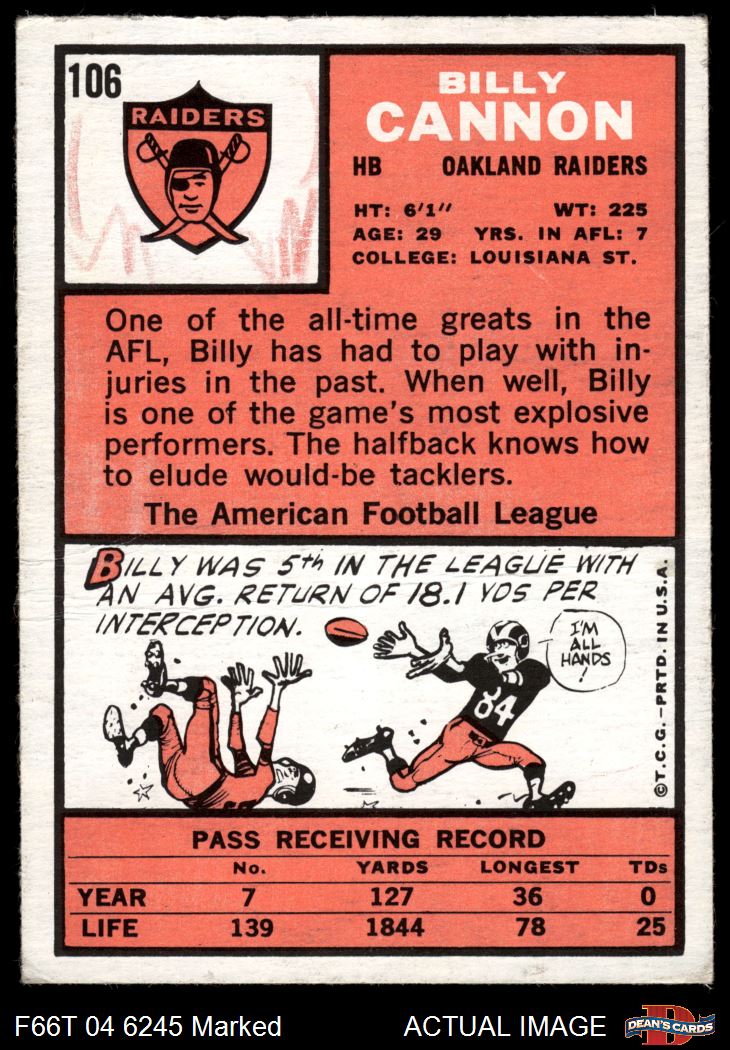 106
RAIDERS
BILLY
CANNON
HB OAKLAND RAIDERS
HT: 6'1" WT: 225
AGE: 29 YRS. IN AFL: 7
COLLEGE: LOUISIANA ST.
One of the all-time greats in the
AFL, Billy has had to play with in-
juries in the past. When well, Billy
is one of the game's most explosive
performers. The halfback knows how
to elude would-be tacklers.
The American Football League
BILLY WAS 5th IN THE LEAGUE WITH
AN AVG. RETURN OF 18.1 YDS PER
INTERCEPTION.
I'M
ALL
HANDS
!
84
©T.C.G.—PRTD. IN U.S.A.
PASS RECEIVING RECORD
No. YARDS LONGEST TDs
YEAR 7 127 36 0
LIFE 139 1844 78 25
F66T 04 6245 Marked ACTUAL IMAGE
D
DEAN'S CARDS